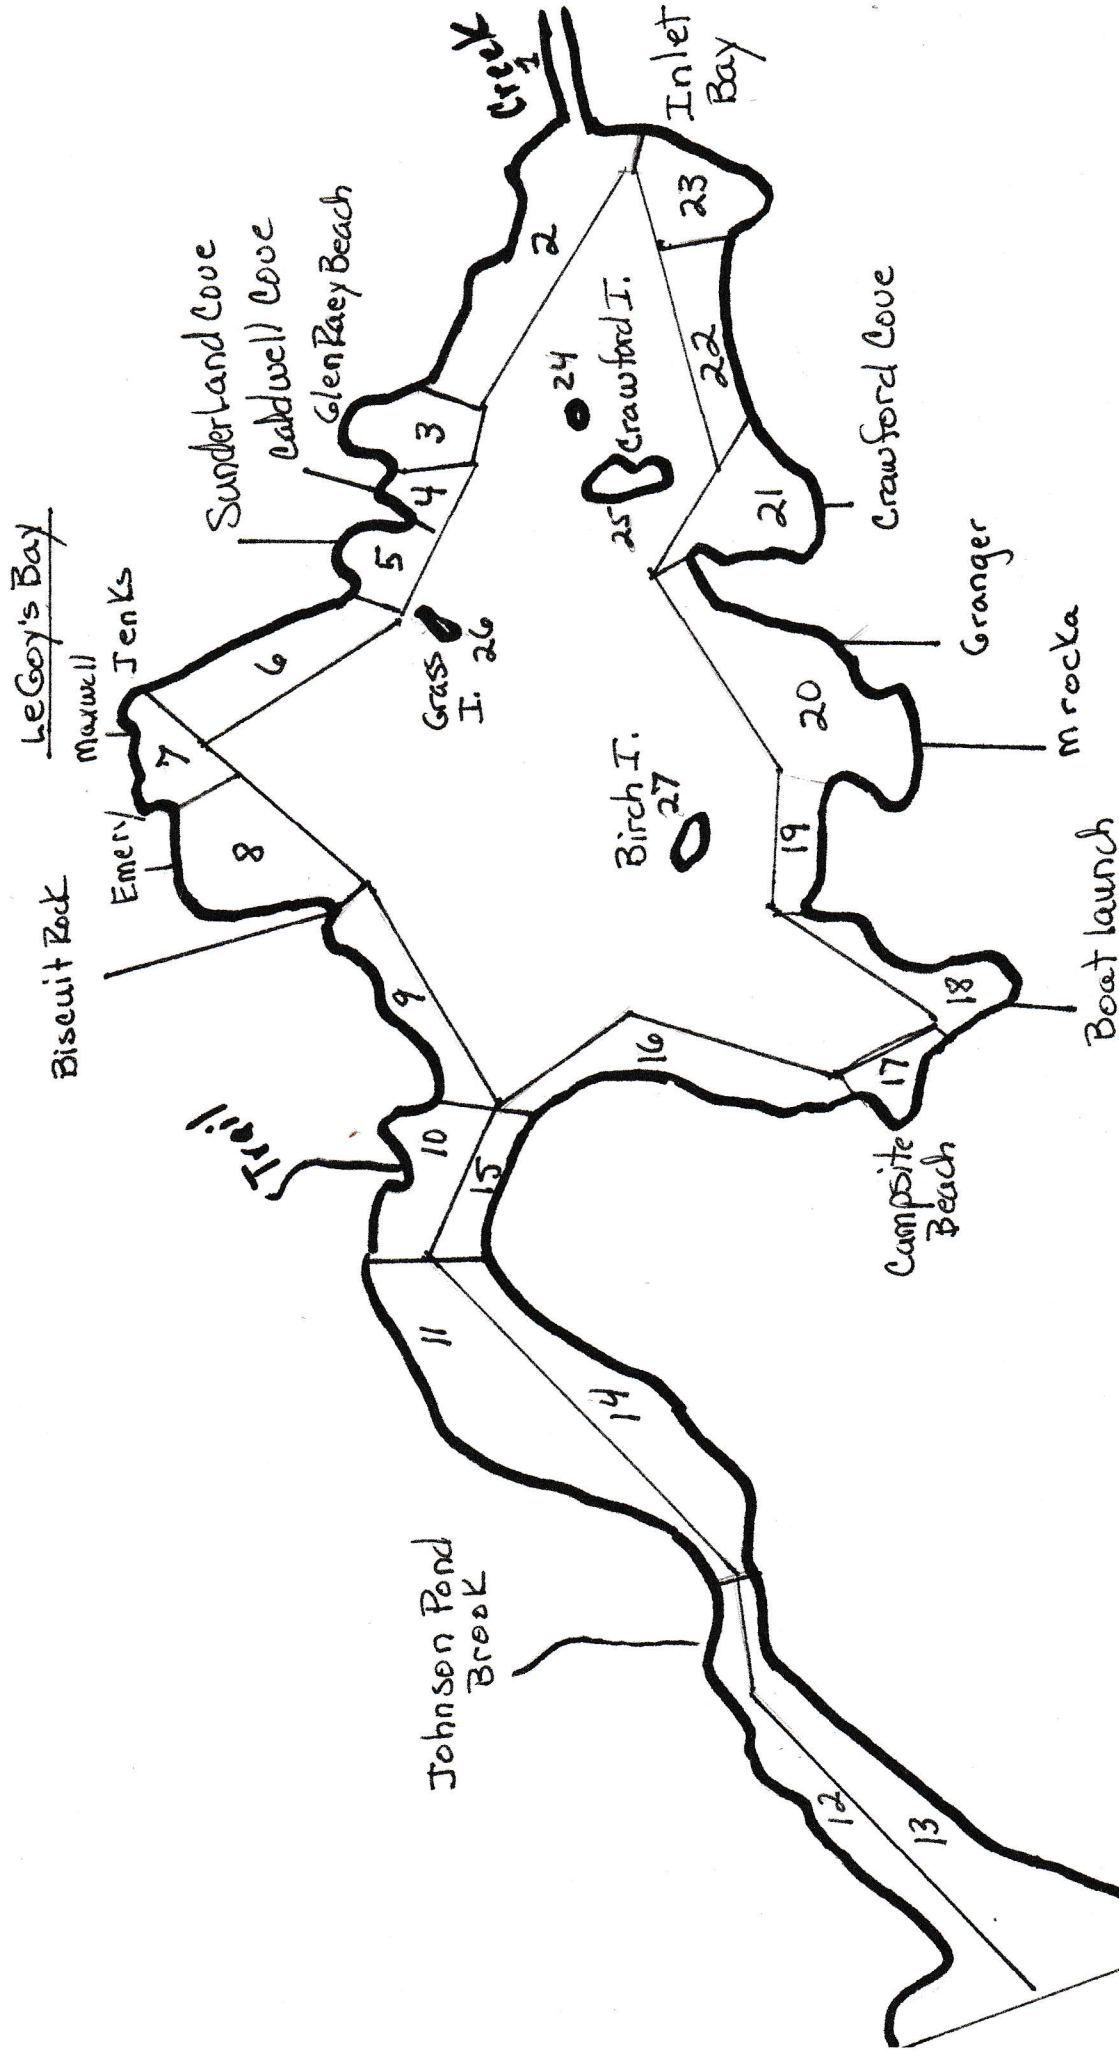 LeGoy's Bay
Maxwell
Jenks
Emery
Biscuit Rock
Sunderland Cove
Caldwell Cove
Glen Raey Beach
Creek
1
Inlet
Bay
2
3
4
5
6
7
8
9
10
11
12
13
14
15
16
17
18
19
20
21
22
23
24
Crawford I.
25
Grass
I.
26
Birch I.
27
Trail
Johnson Pond
Brook
Campsite
Beach
Boat launch
Mrocka
Granger
Crawford Cove